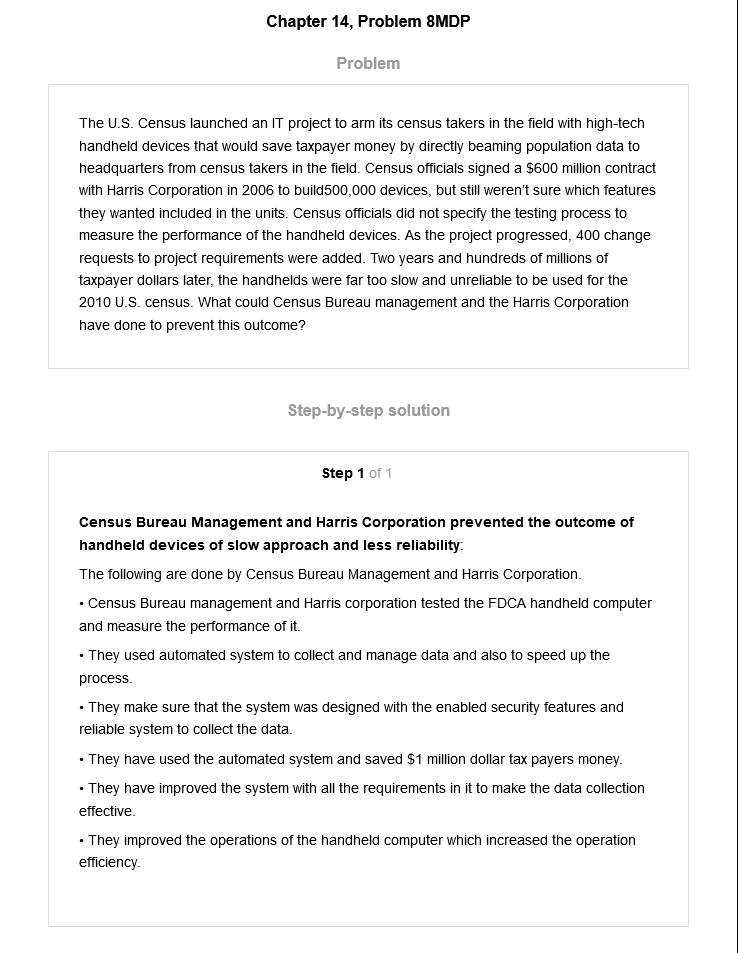 Chapter 14, Problem 8MDP
Problem
The U.S. Census launched an IT project to arm its census takers in the field with high-tech
handheld devices that would save taxpayer money by directly beaming population data to
headquarters from census takers in the field. Census officials signed a $600 million contract
with Harris Corporation in 2006 to build500,000 devices, but still weren't sure which features
they wanted included in the units. Census officials did not specify the testing process to
measure the performance of the handheld devices. As the project progressed, 400 change
requests to project requirements were added. Two years and hundreds of millions of
taxpayer dollars later, the handhelds were far too slow and unreliable to be used for the
2010 U.S. census. What could Census Bureau management and the Harris Corporation
have done to prevent this outcome?
Step-by-step solution
Step 1 of 1
Census Bureau Management and Harris Corporation prevented the outcome of
handheld devices of slow approach and less reliability:
The following are done by Census Bureau Management and Harris Corporation.
• Census Bureau management and Harris corporation tested the FDCA handheld computer
and measure the performance of it.
• They used automated system to collect and manage data and also to speed up the
process.
• They make sure that the system was designed with the enabled security features and
reliable system to collect the data.
• They have used the automated system and saved $1 million dollar tax payers money.
• They have improved the system with all the requirements in it to make the data collection
effective.
• They improved the operations of the handheld computer which increased the operation
efficiency.